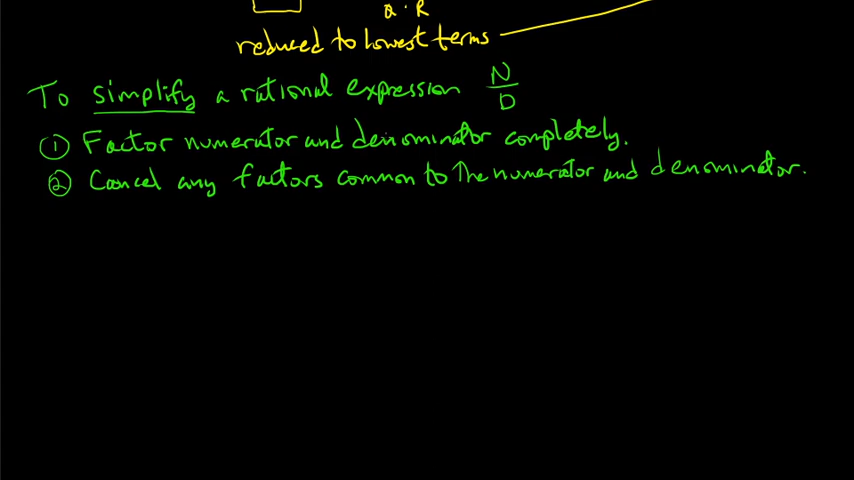 Q · R
reduced to lowest terms
To simplify a rational expression N/D
① Factor numerator and denominator completely.
② Cancel any factors common to the numerator and denominator.